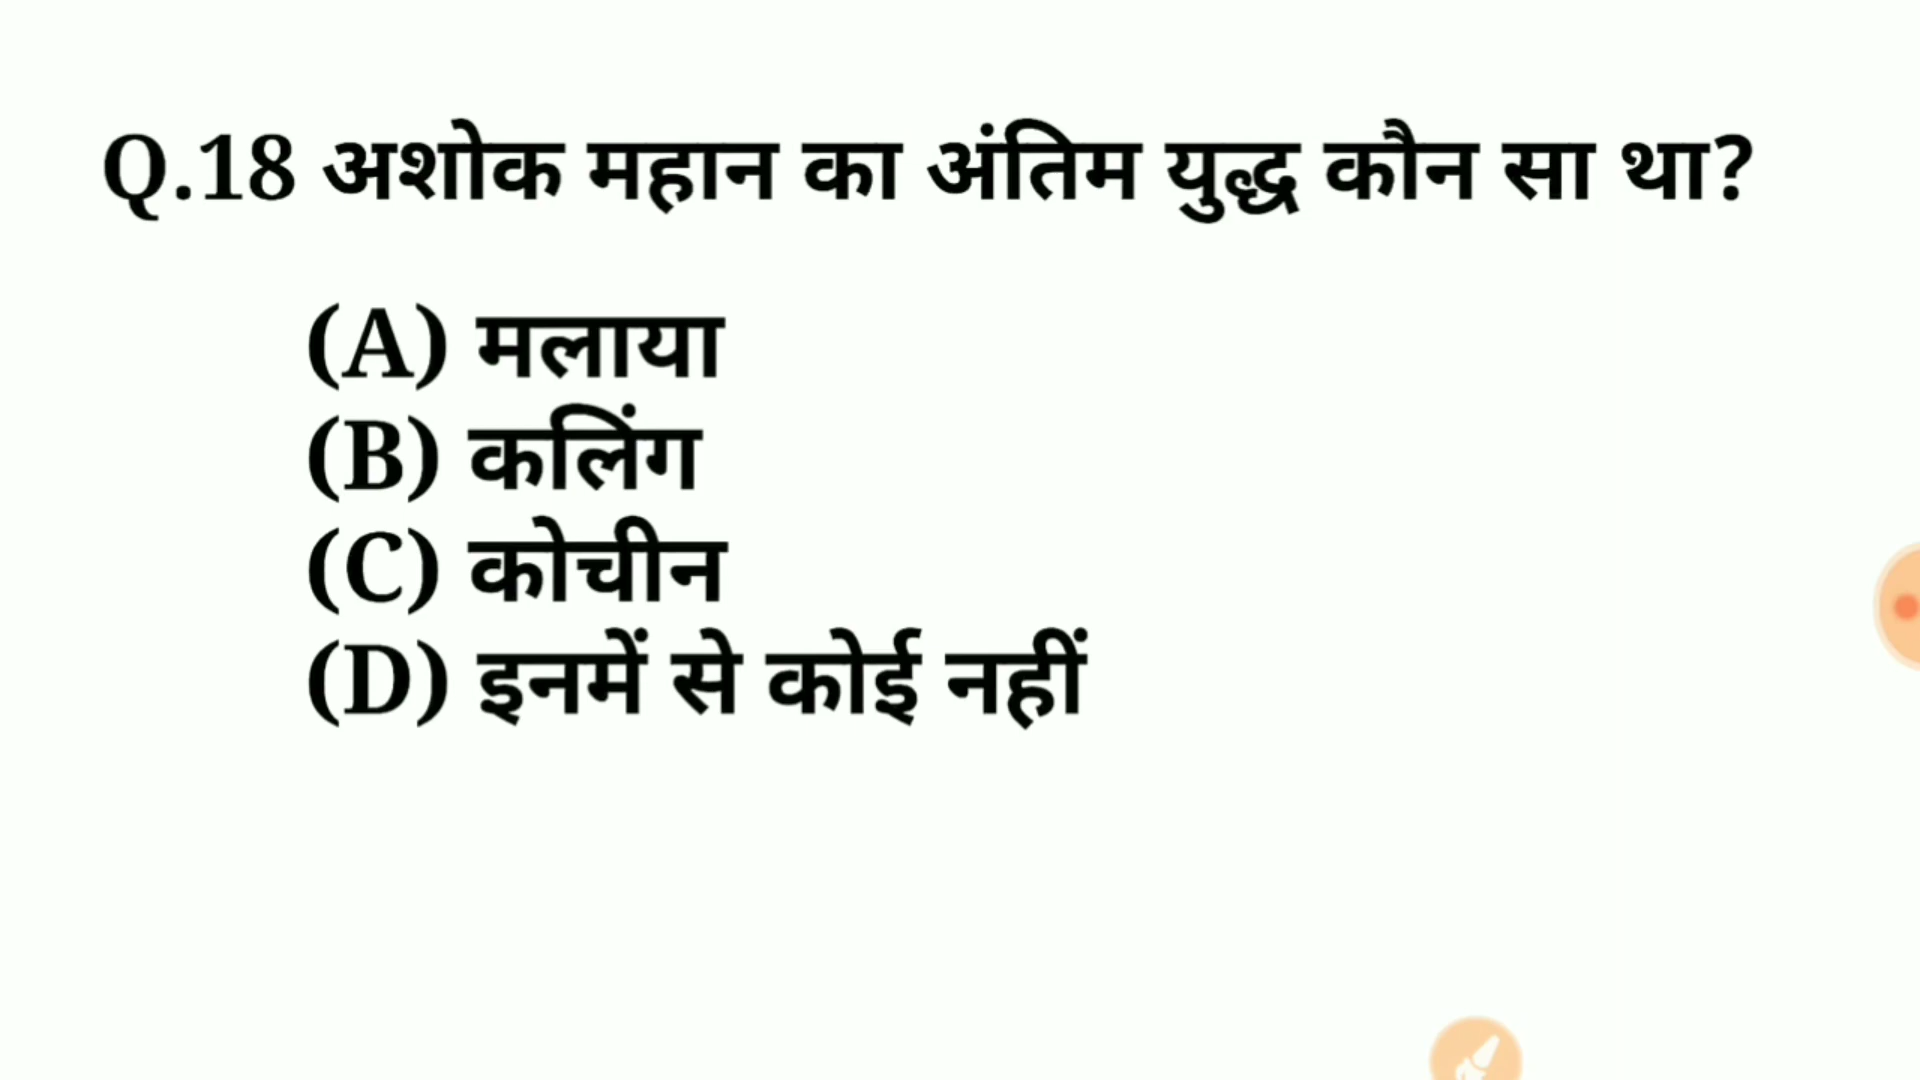 Q.18 अशोक महान का अंतिम युद्ध कौन सा था?
(A) मलाया
(B) कलिंग
(C) कोचीन
(D) इनमें से कोई नहीं